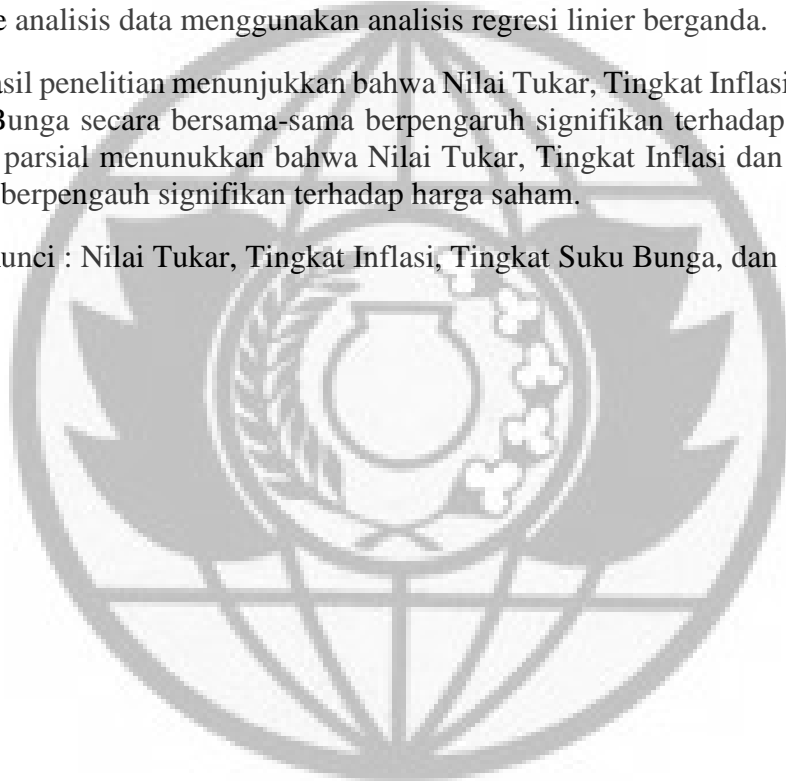 e analisis data menggunakan analisis regresi linier berganda.
asil penelitian menunjukkan bahwa Nilai Tukar, Tingkat Inflasi
Bunga secara bersama-sama berpengaruh signifikan terhadap
parsial menunukkan bahwa Nilai Tukar, Tingkat Inflasi dan
berpengauh signifikan terhadap harga saham.
unci : Nilai Tukar, Tingkat Inflasi, Tingkat Suku Bunga, dan